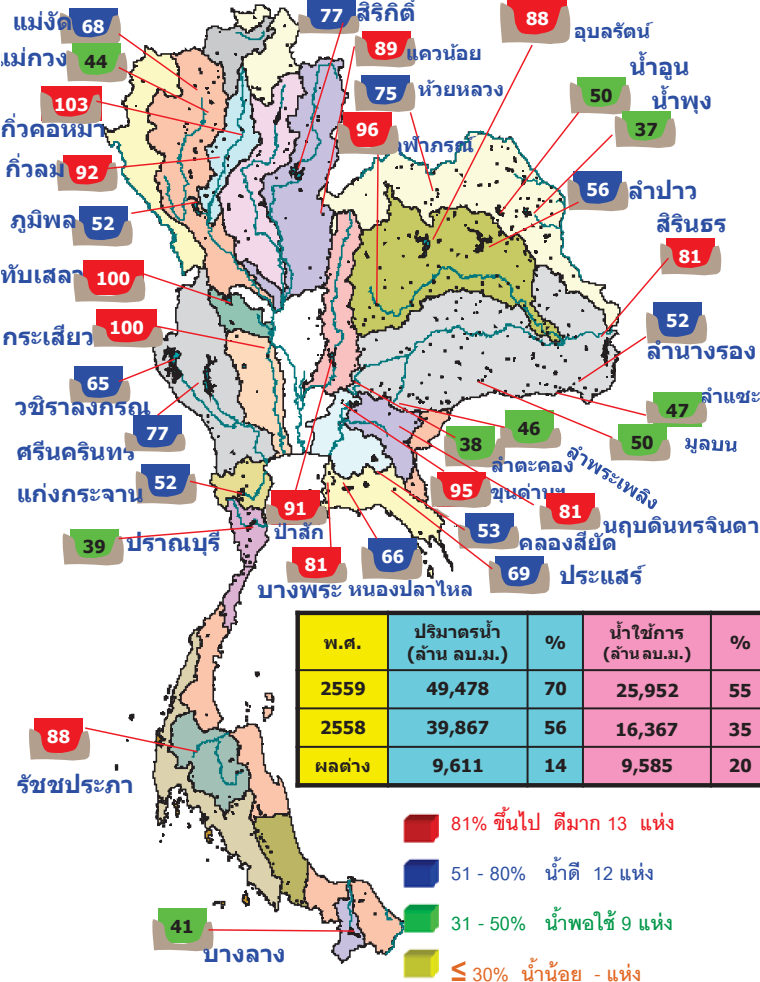 77 สิริกิติ์
88 อุบลรัตน์
แม่งัด 68
89 แควน้อย
แม่กวง 44
น้ำอูน
75 ห้วยหลวง
50 น้ำพุง
103
กิ่วคอหมา
96 ฬาภรณ์
37
กิ่วลม 92
56 ลำปาว
ภูมิพล 52
สิรินธร
81
ทับเสลา 100
กระเสียว 100
52
ลำนางรอง
65
วชิราลงกรณ
47 ลำแชะ
77
ศรีนครินทร์
38
ลำตะคอง
46
ลำพระเพลิง
50 มูลบน
แก่งกระจาน 52
95 ขุนด่านฯ
91
ป่าสัก
81
นฤบดินทรจินดา
39 ปราณบุรี
53
คลองสียัด
81
บางพระ
66
หนองปลาไหล
69 ประแสร์
พ.ศ. ปริมาตรน้ำ (ล้าน ลบ.ม.) % น้ำใช้การ (ล้าน ลบ.ม.) %
2559 49,478 70 25,952 55
2558 39,867 56 16,367 35
ผลต่าง 9,611 14 9,585 20
88
รัชชประภา
81% ขึ้นไป ดีมาก 13 แห่ง
51 - 80% น้ำดี 12 แห่ง
31 - 50% น้ำพอใช้ 9 แห่ง
≤ 30% น้ำน้อย - แห่ง
41
บางลาง